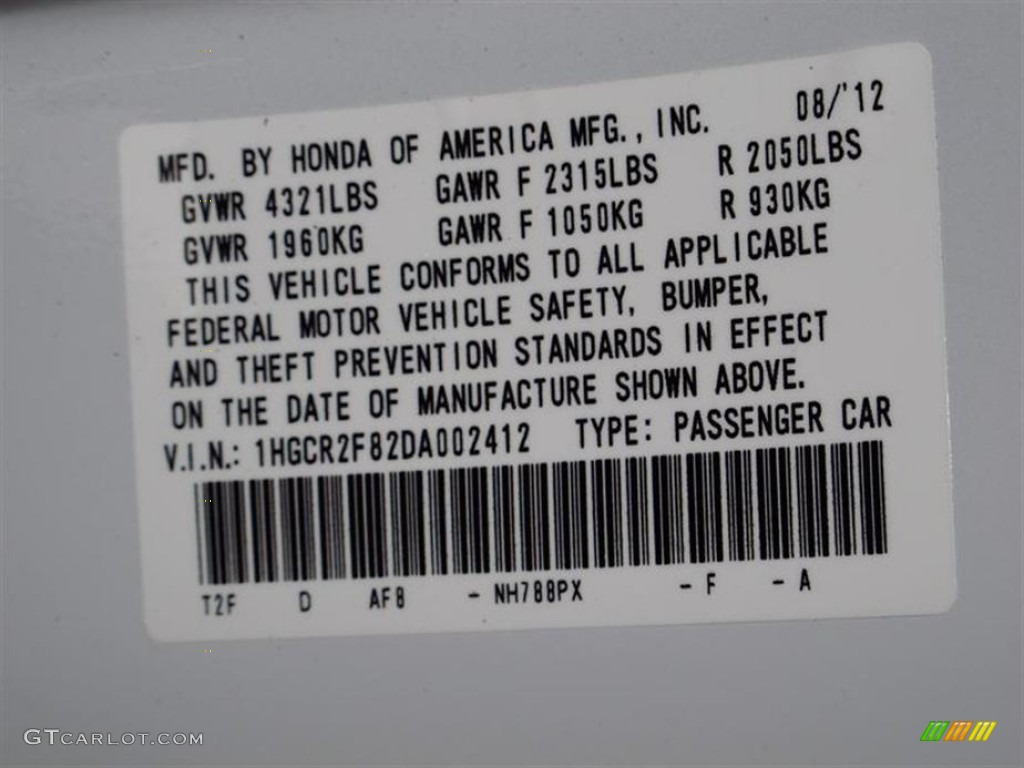 08/'12
MFD. BY HONDA OF AMERICA MFG., INC.
GVWR 4321LBS GAWR F 2315LBS R 2050LBS
GVWR 1960KG GAWR F 1050KG R 930KG
THIS VEHICLE CONFORMS TO ALL APPLICABLE
FEDERAL MOTOR VEHICLE SAFETY, BUMPER,
AND THEFT PREVENTION STANDARDS IN EFFECT
ON THE DATE OF MANUFACTURE SHOWN ABOVE.
V.I.N.: 1HGCR2F82DA002412 TYPE: PASSENGER CAR
T2F D AF8 - NH788PX - F - A
GTCARLOT.COM